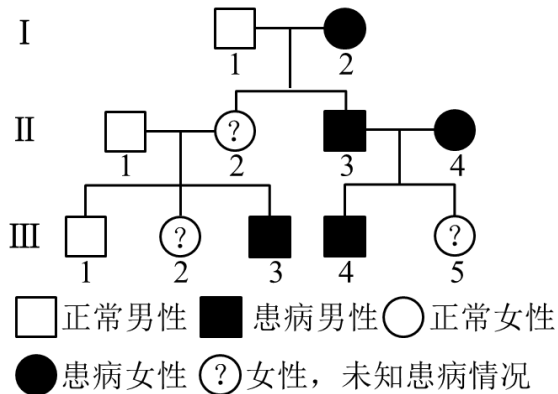 I
1 2
II
? ?
1 2 3 4
III
? ?
1 2 3 4 5
正常男性 患病男性 正常女性
患病女性 ? 女性，未知患病情况